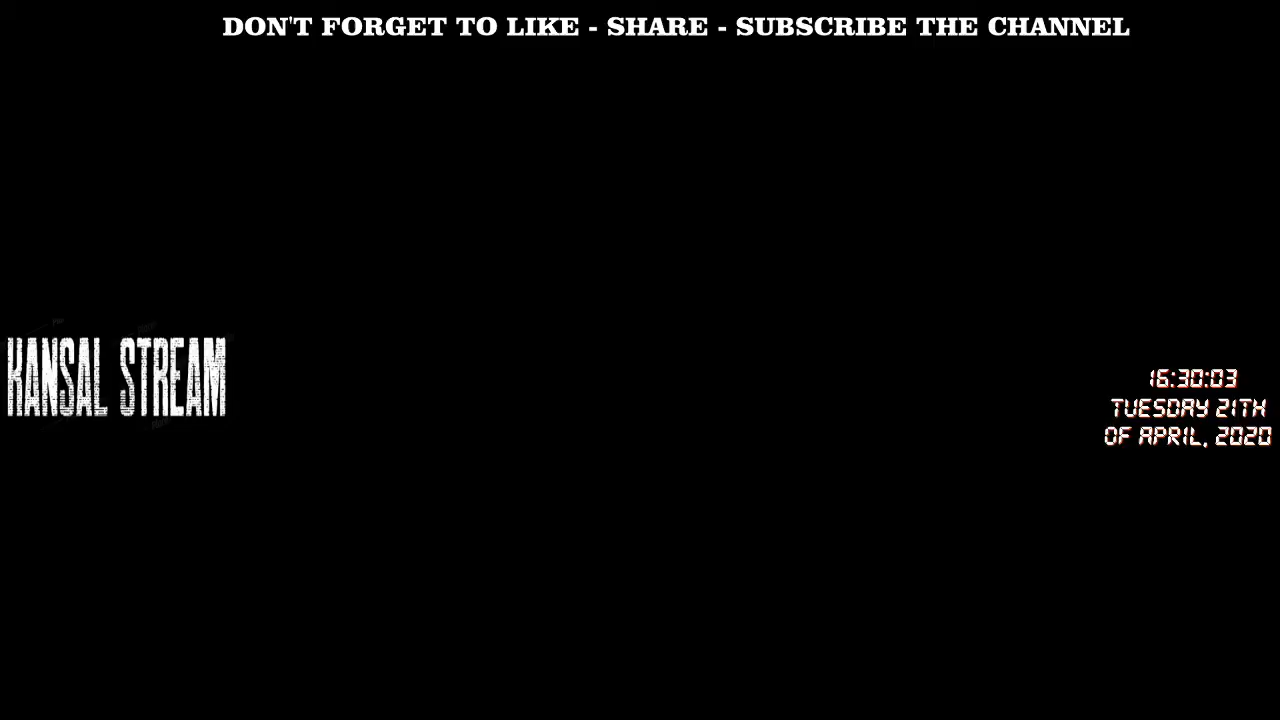 DON'T FORGET TO LIKE - SHARE - SUBSCRIBE THE CHANNEL
KANSAL STREAM
16:30:03
TUESDAY 21TH
OF APRIL, 2020